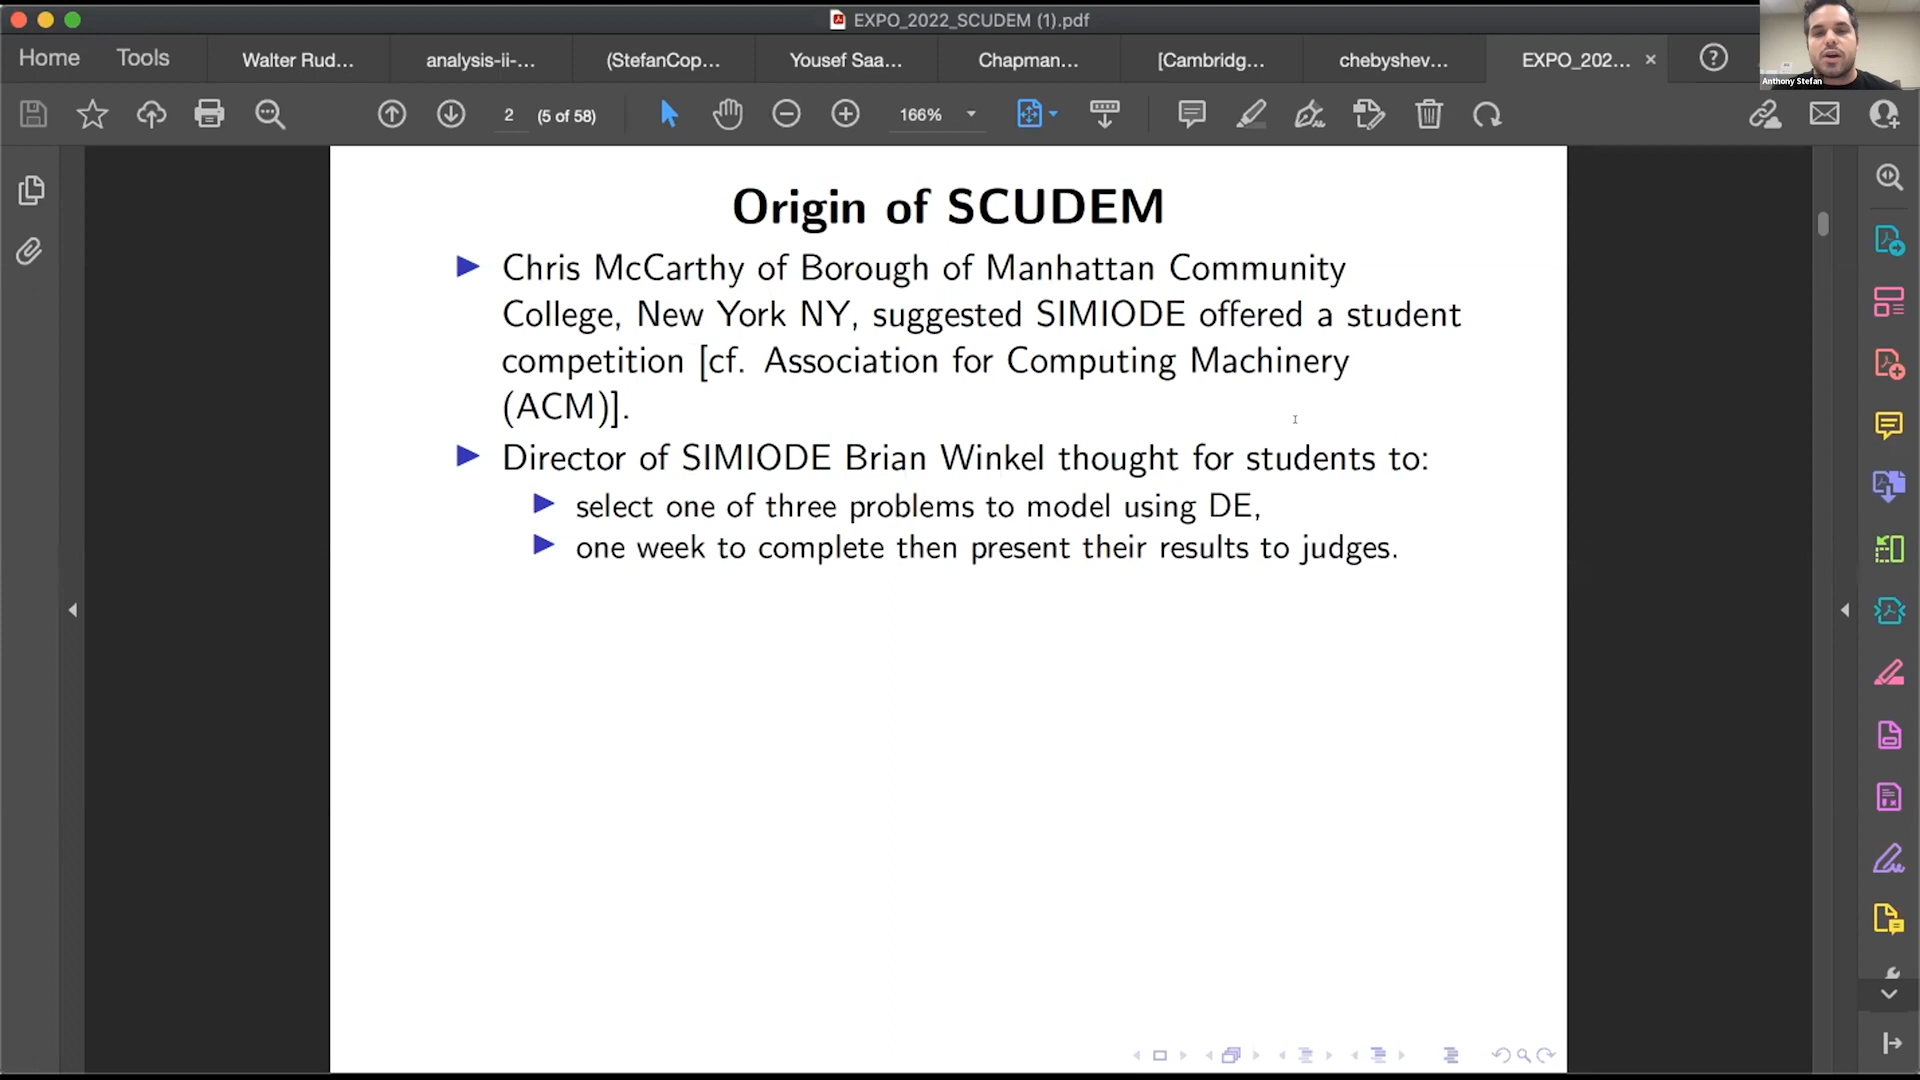 EXPO_2022_SCUDEM (1).pdf
Home Tools Walter Rud... analysis-ii-... (StefanCop... Yousef Saa... Chapman... [Cambridg... chebyshev... EXPO_202...
Anthony Stefan
2 (5 of 58) 166%
Origin of SCUDEM
Chris McCarthy of Borough of Manhattan Community
College, New York NY, suggested SIMIODE offered a student
competition [cf. Association for Computing Machinery
(ACM)].
Director of SIMIODE Brian Winkel thought for students to:
select one of three problems to model using DE,
one week to complete then present their results to judges.